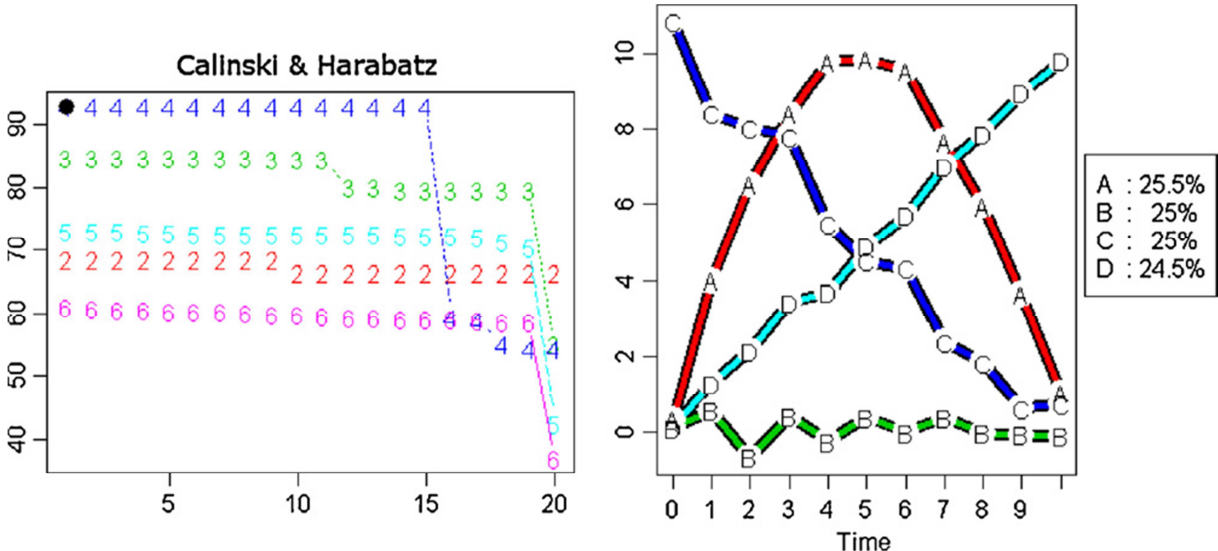 Calinski & Harabatz
90
80
70
60
50
40
4 4 4 4 4 4 4 4 4 4 4 4 4 4 4 4 4 4 4
3 3 3 3 3 3 3 3 3 3 3 3 3 3 3 3 3 3 3 3
5 5 5 5 5 5 5 5 5 5 5 5 5 5 5 5 5 5 5 5
2 2 2 2 2 2 2 2 2 2 2 2 2 2 2 2 2 2 2 2
6 6 6 6 6 6 6 6 6 6 6 6 6 6 6 6 6 6 6 6
5 10 15 20
10
8
6
4
2
0
A A A A A A A A A A A
B B B B B B B B B B B
C C C C C C C C C C C
D D D D D D D D D D
0 1 2 3 4 5 6 7 8 9
Time
A : 25.5%
B : 25%
C : 25%
D : 24.5%